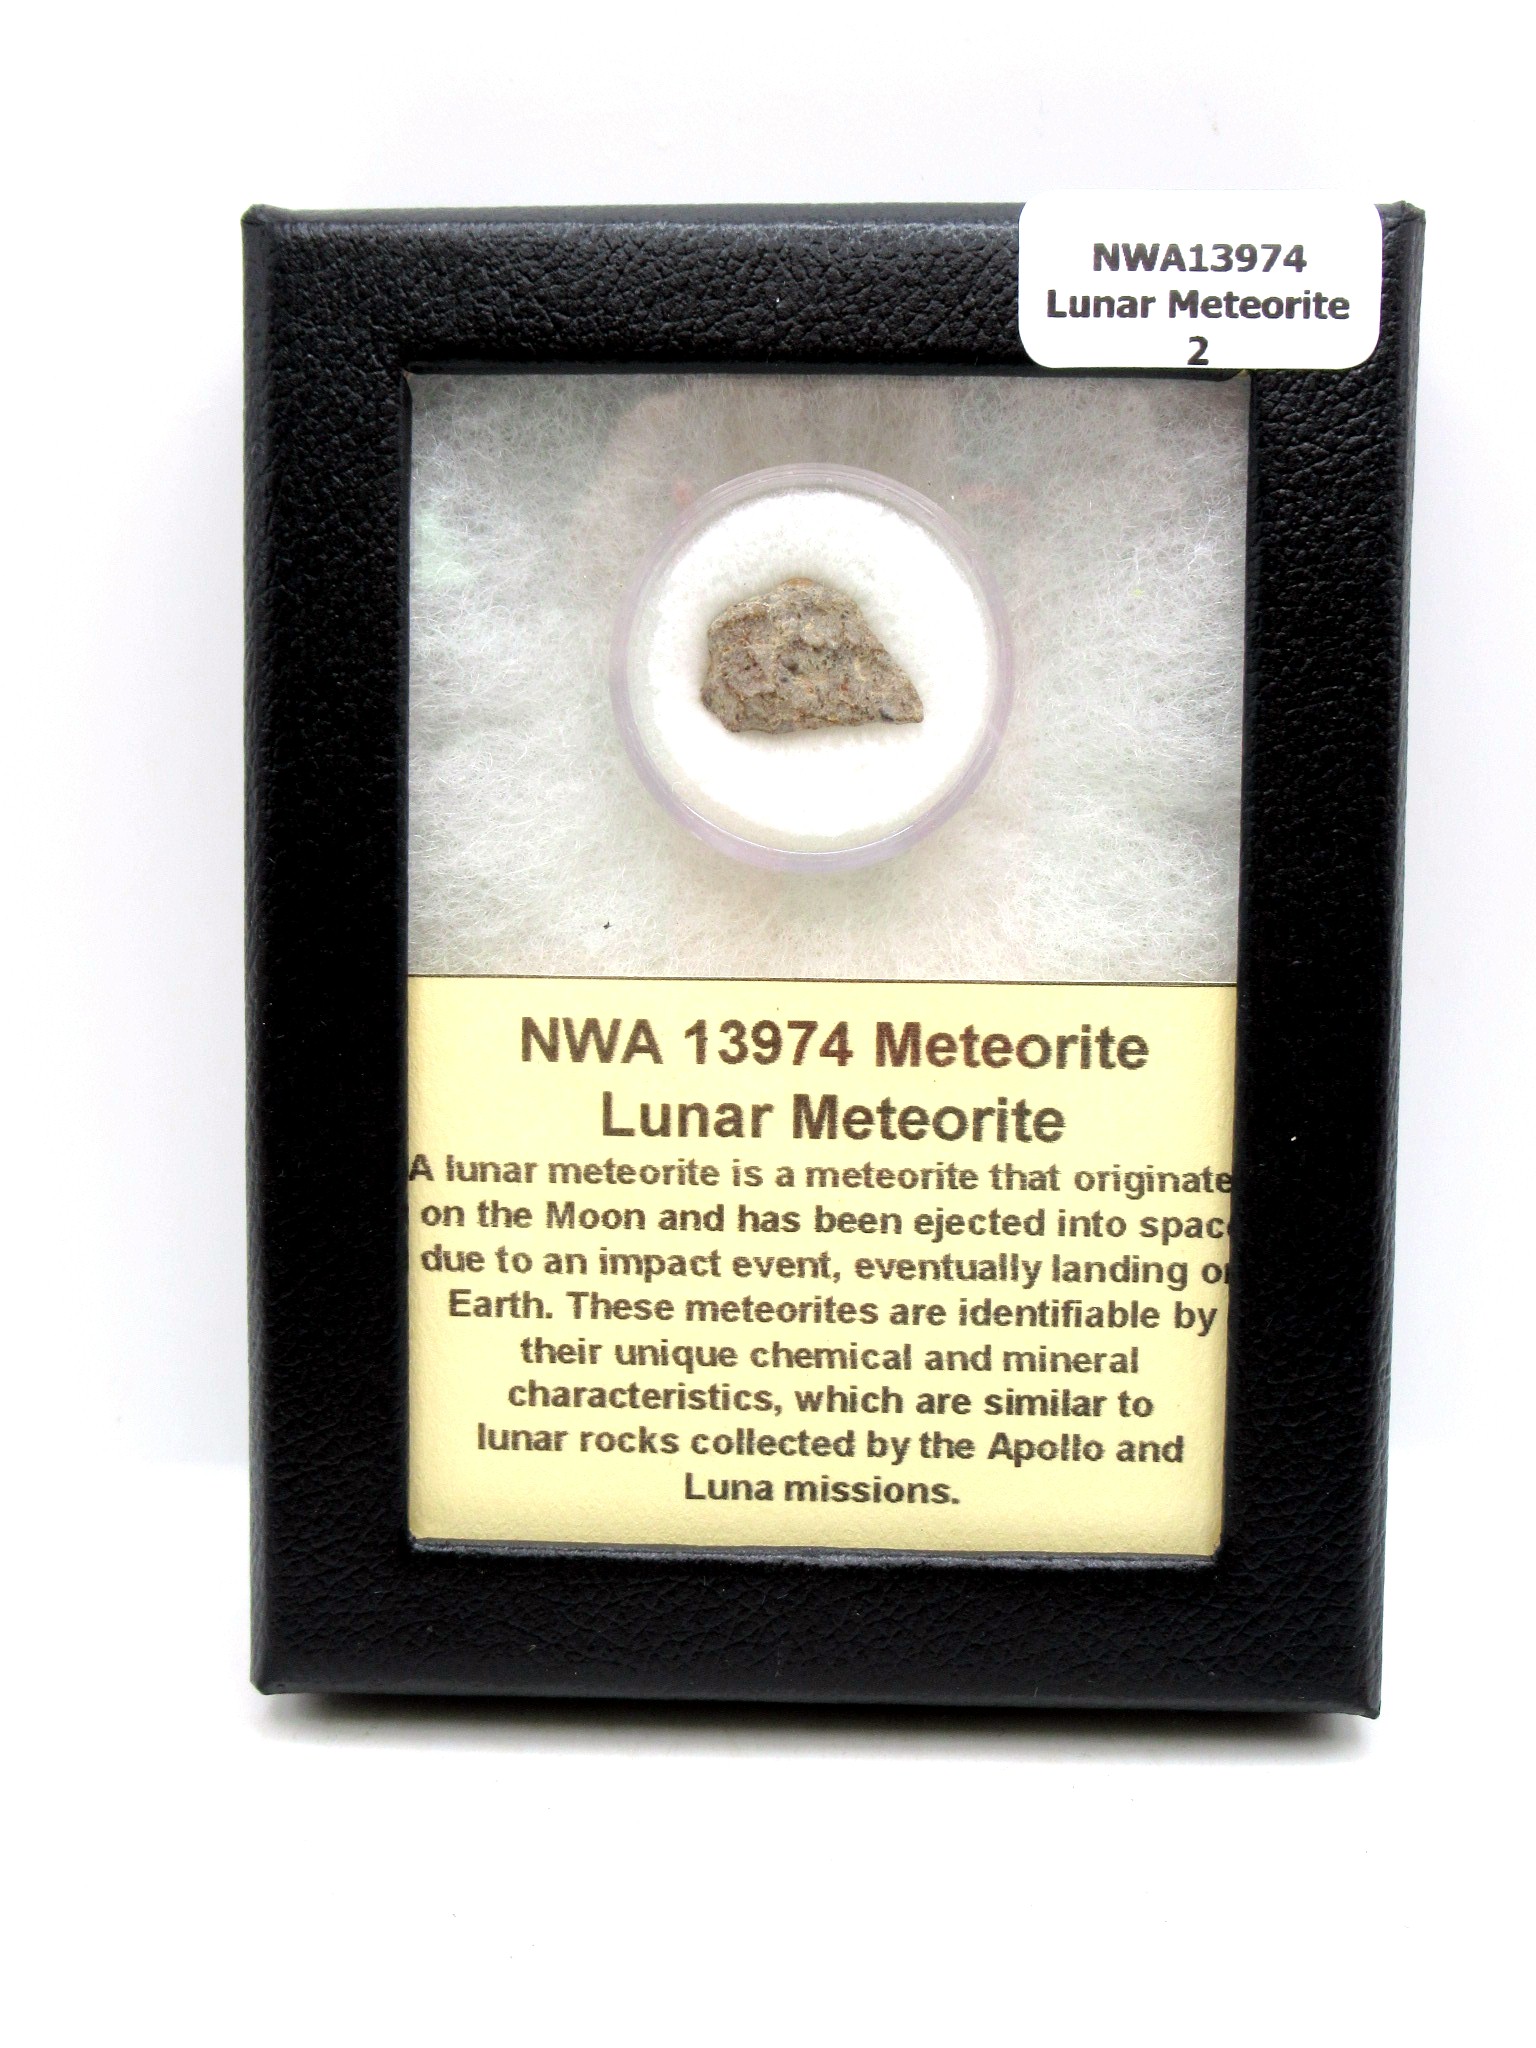 NWA13974
Lunar Meteorite
2
NWA 13974 Meteorite
Lunar Meteorite
A lunar meteorite is a meteorite that originate
on the Moon and has been ejected into spac
due to an impact event, eventually landing o
Earth. These meteorites are identifiable by
their unique chemical and mineral
characteristics, which are similar to
lunar rocks collected by the Apollo and
Luna missions.